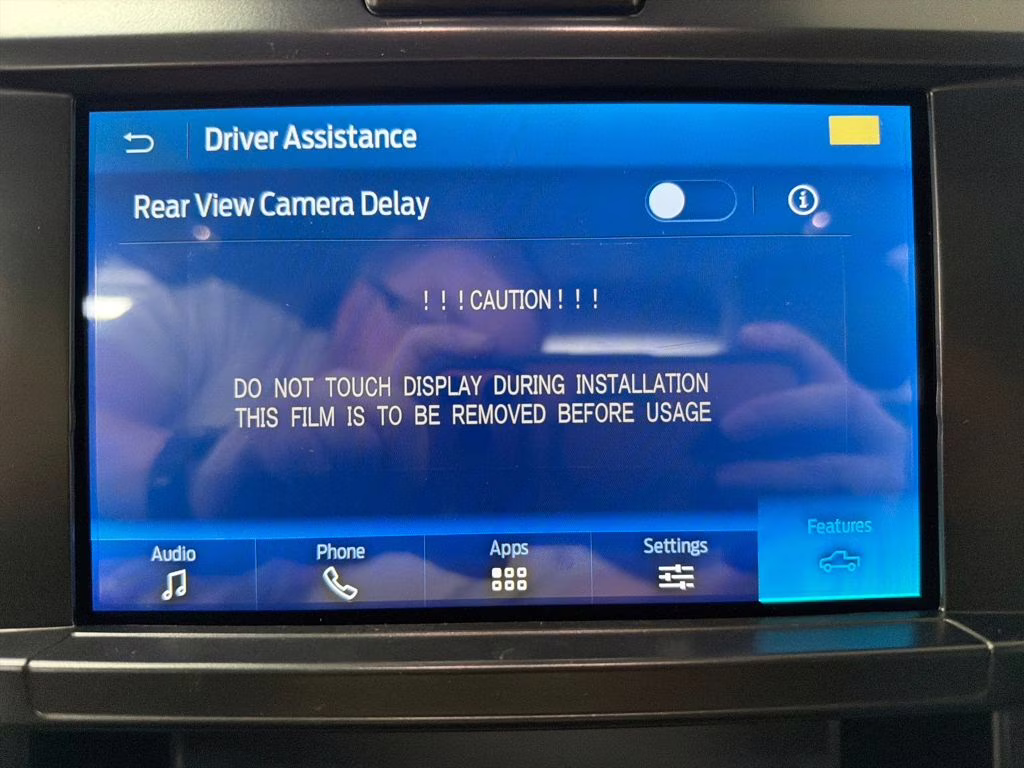 Driver Assistance
Rear View Camera Delay
! ! ! CAUTION ! ! !
DO NOT TOUCH DISPLAY DURING INSTALLATION
THIS FILM IS TO BE REMOVED BEFORE USAGE
Audio Phone Apps Settings Features